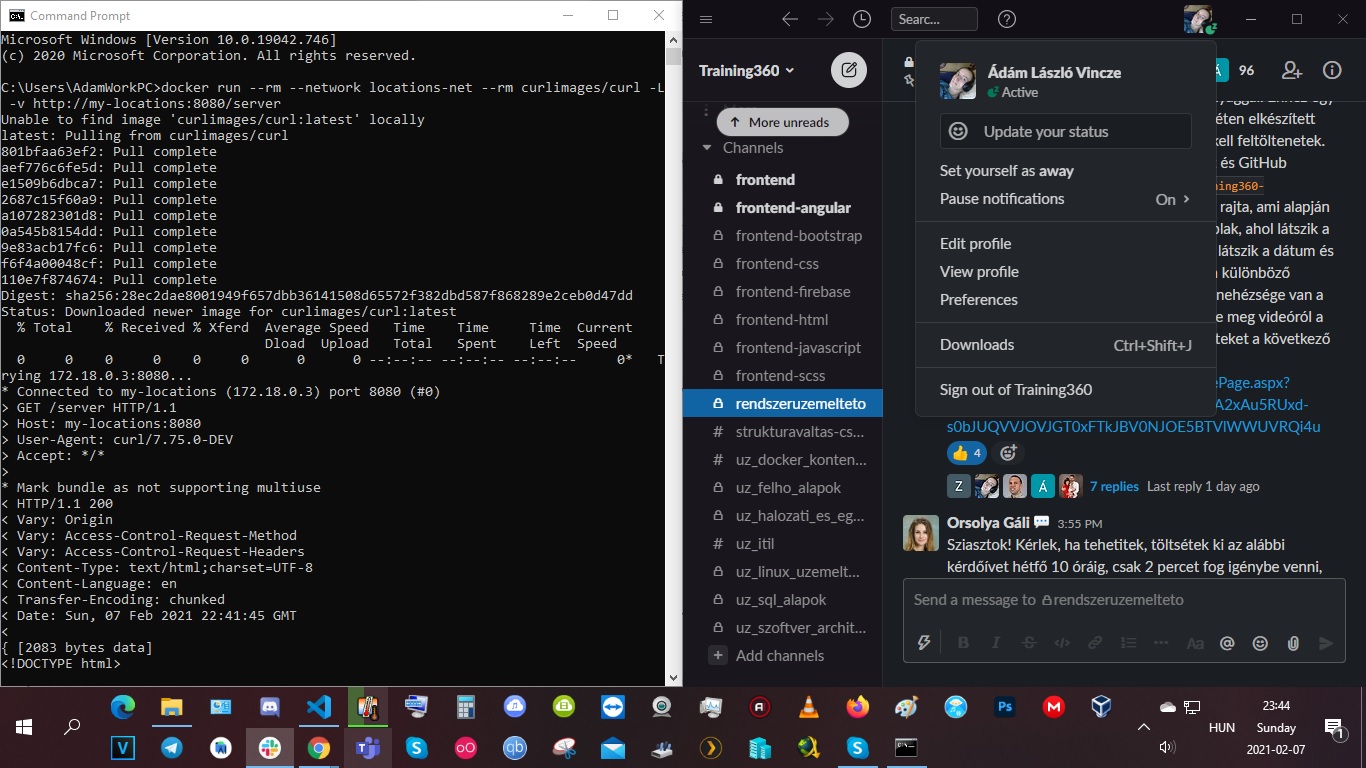 Command Prompt
Microsoft Windows [Version 10.0.19042.746]
(c) 2020 Microsoft Corporation. All rights reserved.
C:\Users\AdamWorkPC>docker run --rm --network locations-net --rm curlimages/curl -L
-v http://my-locations:8080/server
Unable to find image 'curlimages/curl:latest' locally
latest: Pulling from curlimages/curl
801bfaa63ef2: Pull complete
aef776c6fe5d: Pull complete
e1509b6dbca7: Pull complete
2687c15f60a9: Pull complete
a107282301d8: Pull complete
0a545b8154dd: Pull complete
9e83acb17fc6: Pull complete
f6f4a00048cf: Pull complete
110e7f874674: Pull complete
Digest: sha256:28ec2dae8001949f657dbb36141508d65572f382dbd587f868289e2ceb0d47dd
Status: Downloaded newer image for curlimages/curl:latest
% Total % Received % Xferd Average Speed Time Time Time Current
Dload Upload Total Spent Left Speed
0 0 0 0 0 0 0 0 --:--:-- --:--:-- --:--:-- 0* T
rying 172.18.0.3:8080...
* Connected to my-locations (172.18.0.3) port 8080 (#0)
> GET /server HTTP/1.1
> Host: my-locations:8080
> User-Agent: curl/7.75.0-DEV
> Accept: */*
>
* Mark bundle as not supporting multiuse
< HTTP/1.1 200
< Vary: Origin
< Vary: Access-Control-Request-Method
< Vary: Access-Control-Request-Headers
< Content-Type: text/html;charset=UTF-8
< Content-Language: en
< Transfer-Encoding: chunked
< Date: Sun, 07 Feb 2021 22:41:45 GMT
<
{ [2083 bytes data]
<!DOCTYPE html>
Searc...
Training360
More unreads
Channels
frontend
frontend-angular
frontend-bootstrap
frontend-css
frontend-firebase
frontend-html
frontend-javascript
frontend-scss
rendszeruzemelteto
# strukturavaltas-cs...
uz_docker_konten...
uz_felho_alapok
uz_halozati_es_eg...
# uz_itil
uz_linux_uzemelt...
uz_sql_alapok
uz_szoftver_archit...
+ Add channels
Ádám László Vincze
Active
Update your status
Set yourself as away
Pause notifications On >
Edit profile
View profile
Preferences
Downloads Ctrl+Shift+J
Sign out of Training360
Á 96
éten elkészített
kell feltöltenetek.
és GitHub
ning360-
rajta, ami alapján
blak, ahol látszik a
látszik a dátum és
különböző
nehézsége van a
e meg videóról a
teket a következő
ePage.aspx?
A2xAu5RUxd-
s0bJUQVVJOVJGT0xFTkJBV0NJOE5BTVlWWUVRQi4u
4
Z Á 7 replies Last reply 1 day ago
Orsolya Gáli 3:55 PM
Sziasztok! Kérlek, ha tehetitek, töltsétek ki az alábbi
kérdőívet hétfő 10 óráig, csak 2 percet fog igénybe venni,
Send a message to rendszeruzemelteto
B I S Aa @
Ps
HUN
23:44
Sunday
2021-02-07
1
V
qb